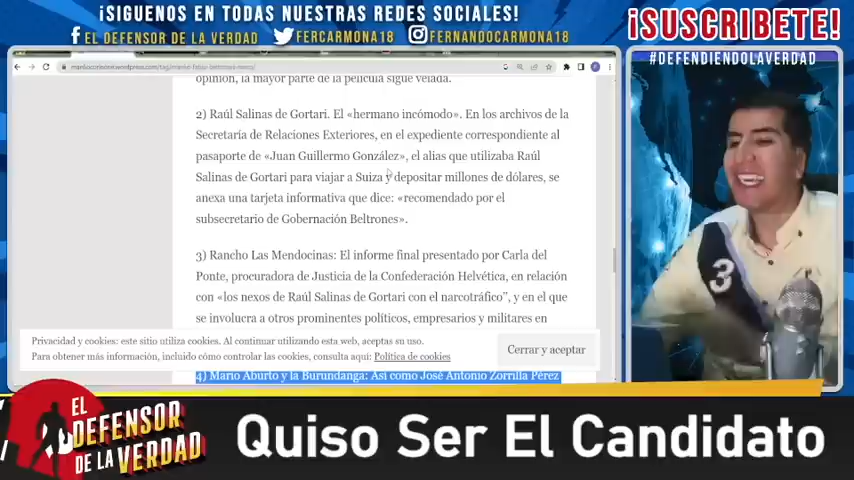 ¡SIGUENOS EN TODAS NUESTRAS REDES SOCIALES!
EL DEFENSOR DE LA VERDAD FERCARMONA18 FERNANDOCARMONA18
¡SUSCRIBETE!
#DEFENDIENDOLAVERDAD
opinión, la mayor parte de la película sigue velada.
2) Raúl Salinas de Gortari. El «hermano incómodo». En los archivos de la
Secretaría de Relaciones Exteriores, en el expediente correspondiente al
pasaporte de «Juan Guillermo González», el alias que utilizaba Raúl
Salinas de Gortari para viajar a Suiza y depositar millones de dólares, se
anexa una tarjeta informativa que dice: «recomendado por el
subsecretario de Gobernación Beltrones».
3) Rancho Las Mendocinas: El informe final presentado por Carla del
Ponte, procuradora de Justicia de la Confederación Helvética, en relación
con «los nexos de Raúl Salinas de Gortari con el narcotráfico", y en el que
se involucra a otros prominentes políticos, empresarios y militares en
Privacidad y cookies: este sitio utiliza cookies. Al continuar utilizando esta web, aceptas su uso.
Para obtener más información, incluido cómo controlar las cookies, consulta aquí: Política de cookies
Cerrar y aceptar
4) Mario Aburto y la Burundanga: Así como José Antonio Zorrilla Pérez
3
EL
DEFENSOR
DE LA VERDAD
Quiso Ser El Candidato